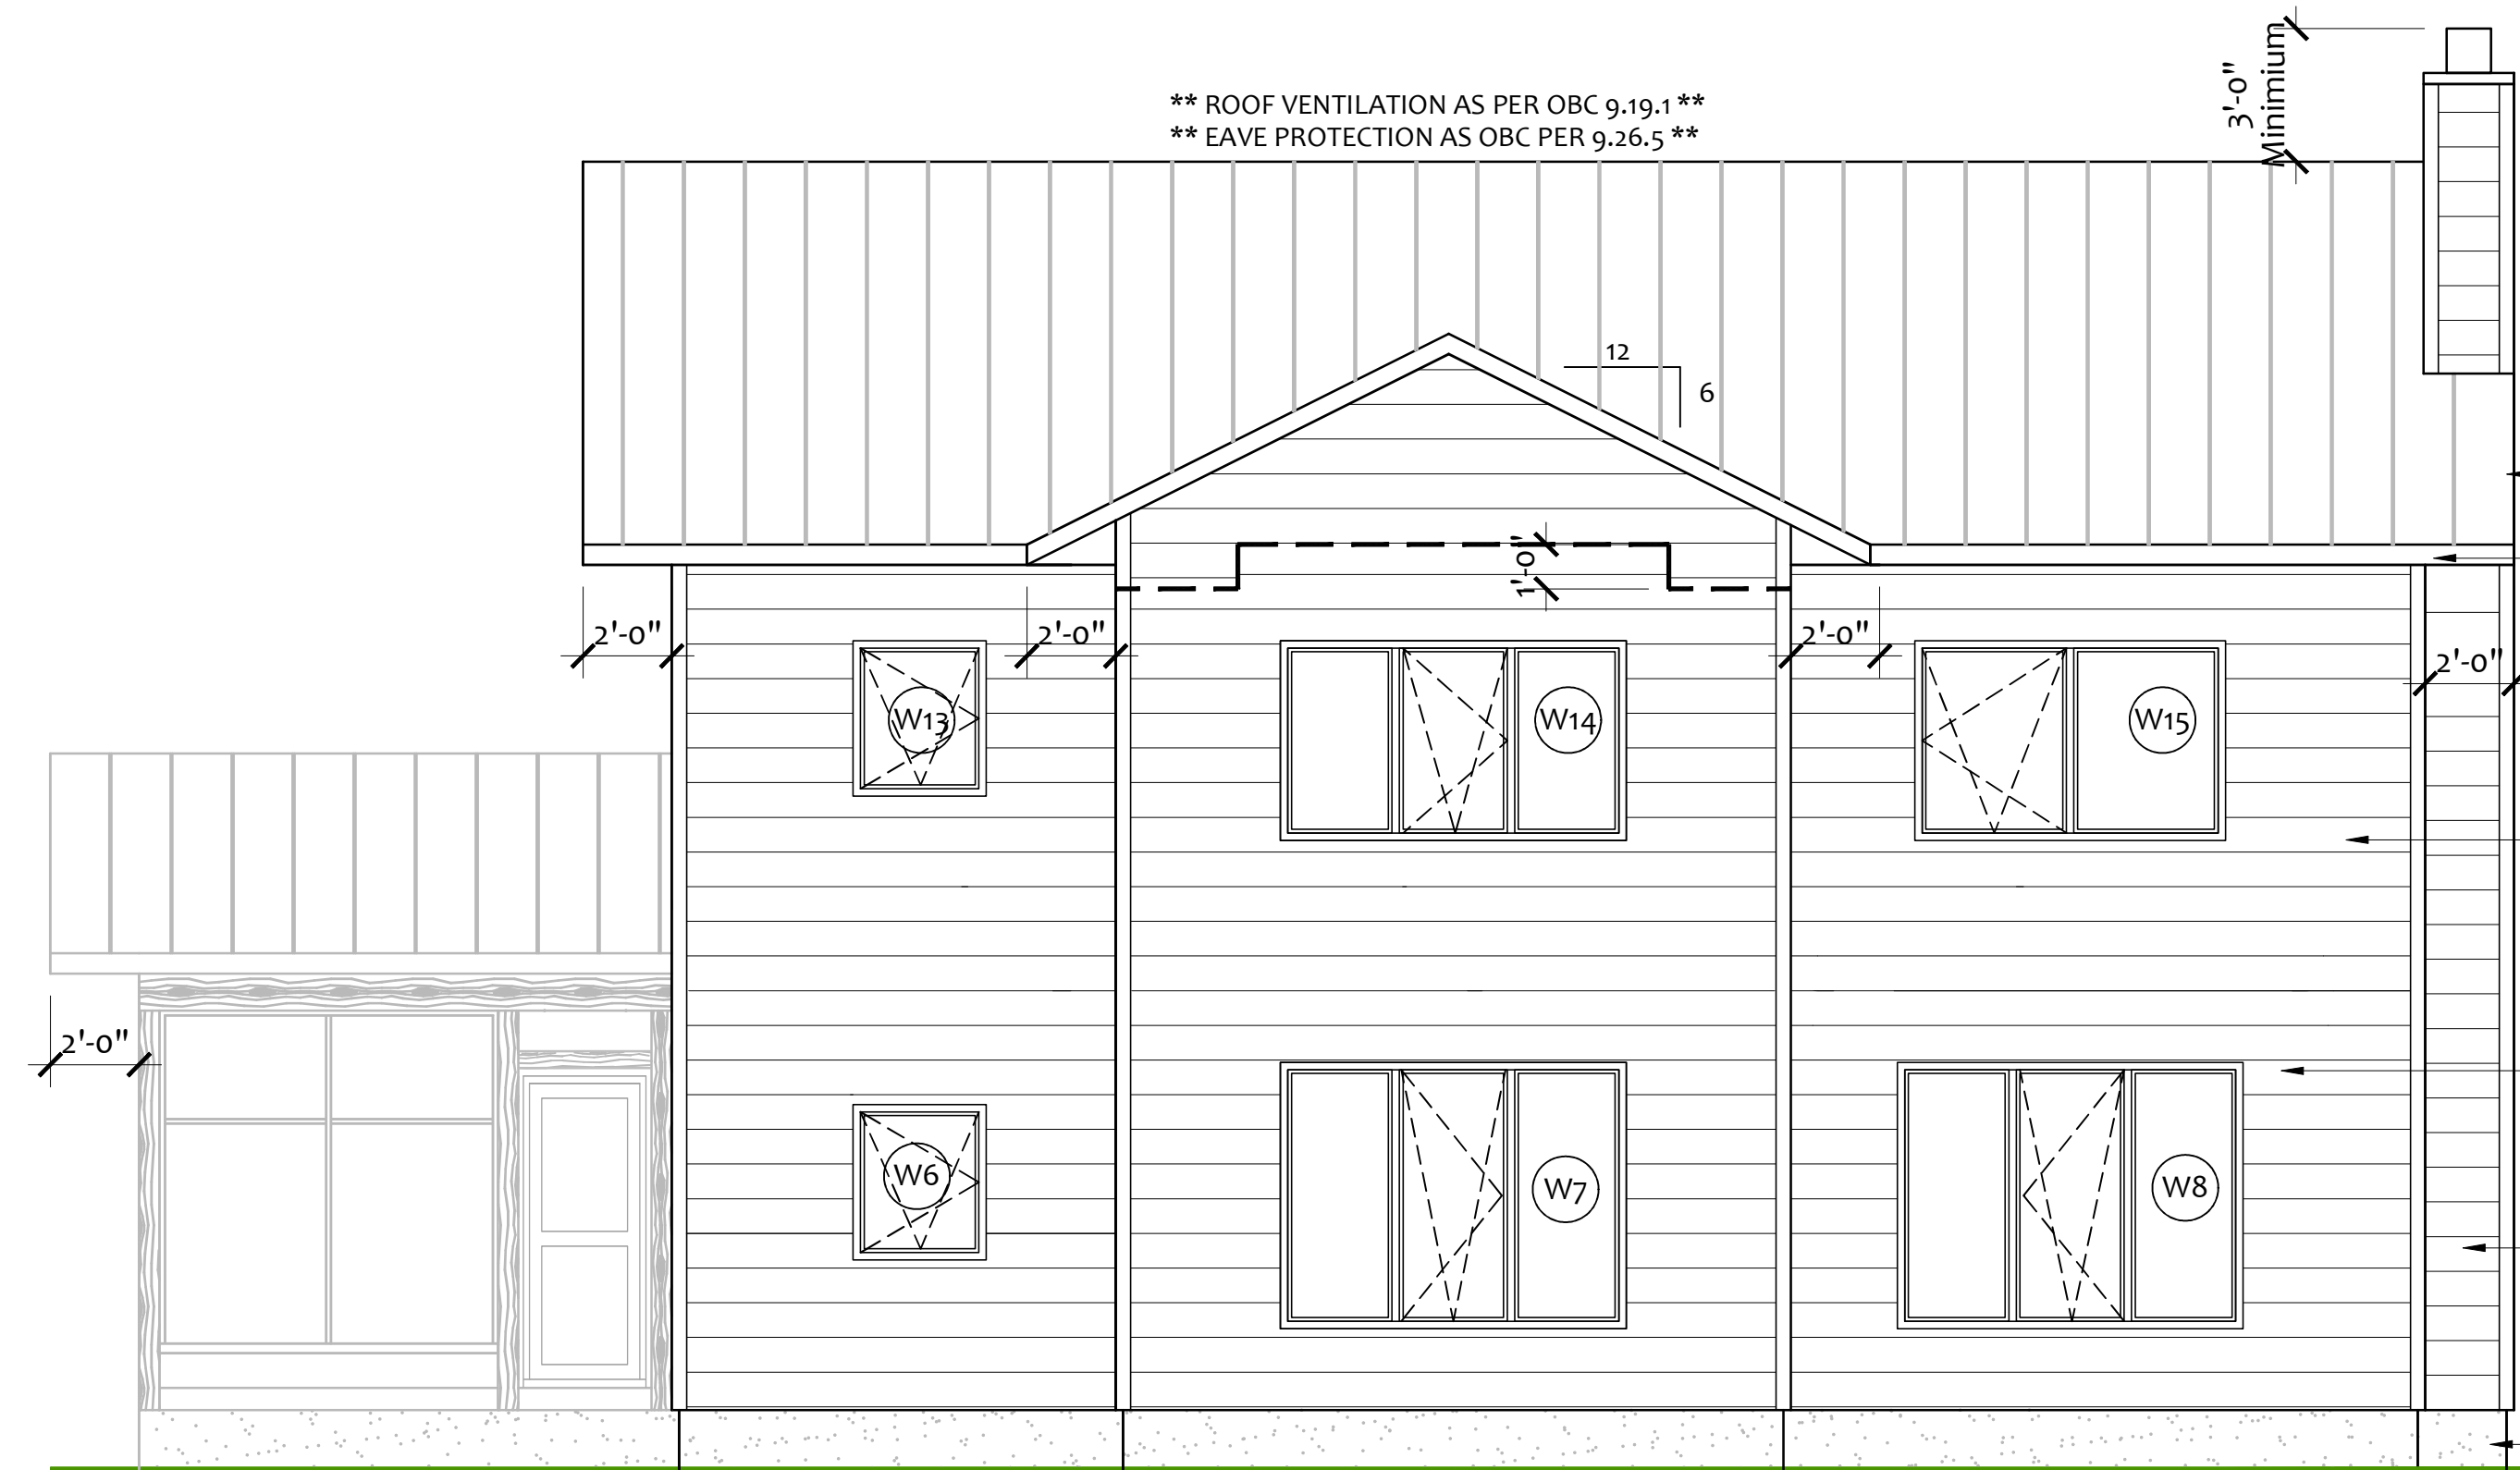 3'-0"
Minimium
** ROOF VENTILATION AS PER OBC 9.19.1 **
** EAVE PROTECTION AS OBC PER 9.26.5 **
12
6
1'-0"
2'-0"
2'-0"
2'-0"
2'-0"
W13
W14
W15
2'-0"
W6
W7
W8